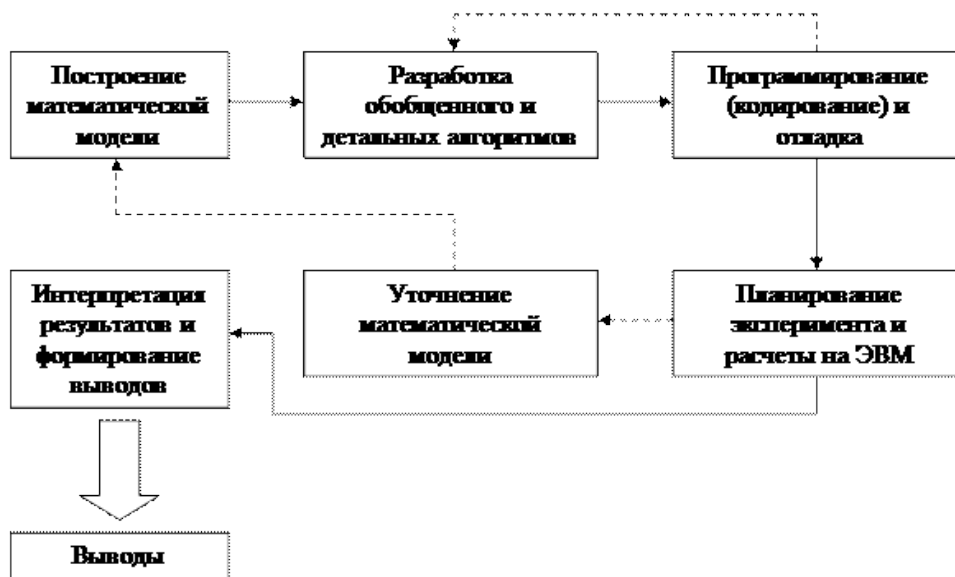 Построение
математической
модели
Разработка
обобщенного и
детальных алгоритмов
Программирование
(кодирование) и
отладка
Интерпретация
результатов и
формирование
выводов
Уточнение
математической
модели
Планирование
эксперимента и
расчеты на ЭВМ
Выводы